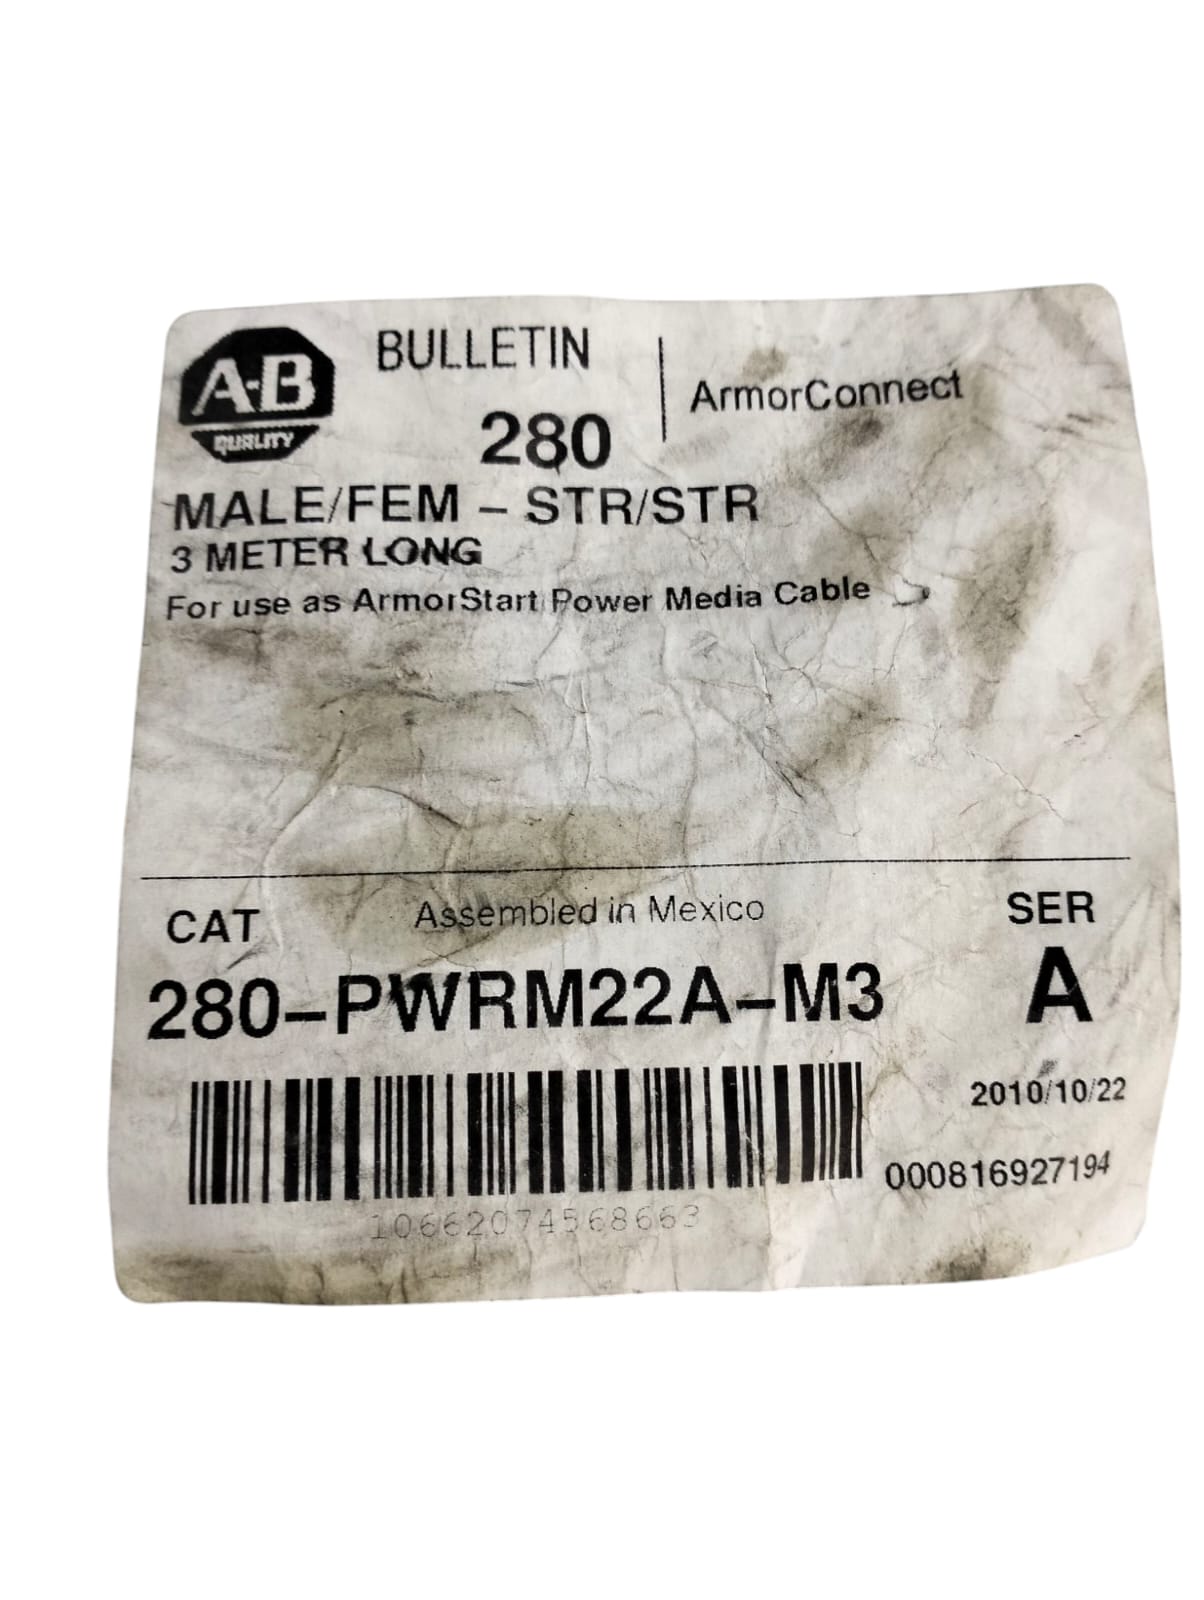 A-B
QUALITY
BULLETIN
280
ArmorConnect
MALE/FEM - STR/STR
3 METER LONG
For use as ArmorStart Power Media Cable
CAT
Assembled in Mexico
SER
280-PWRM22A-M3
A
2010/10/22
000816927194
10662074568663